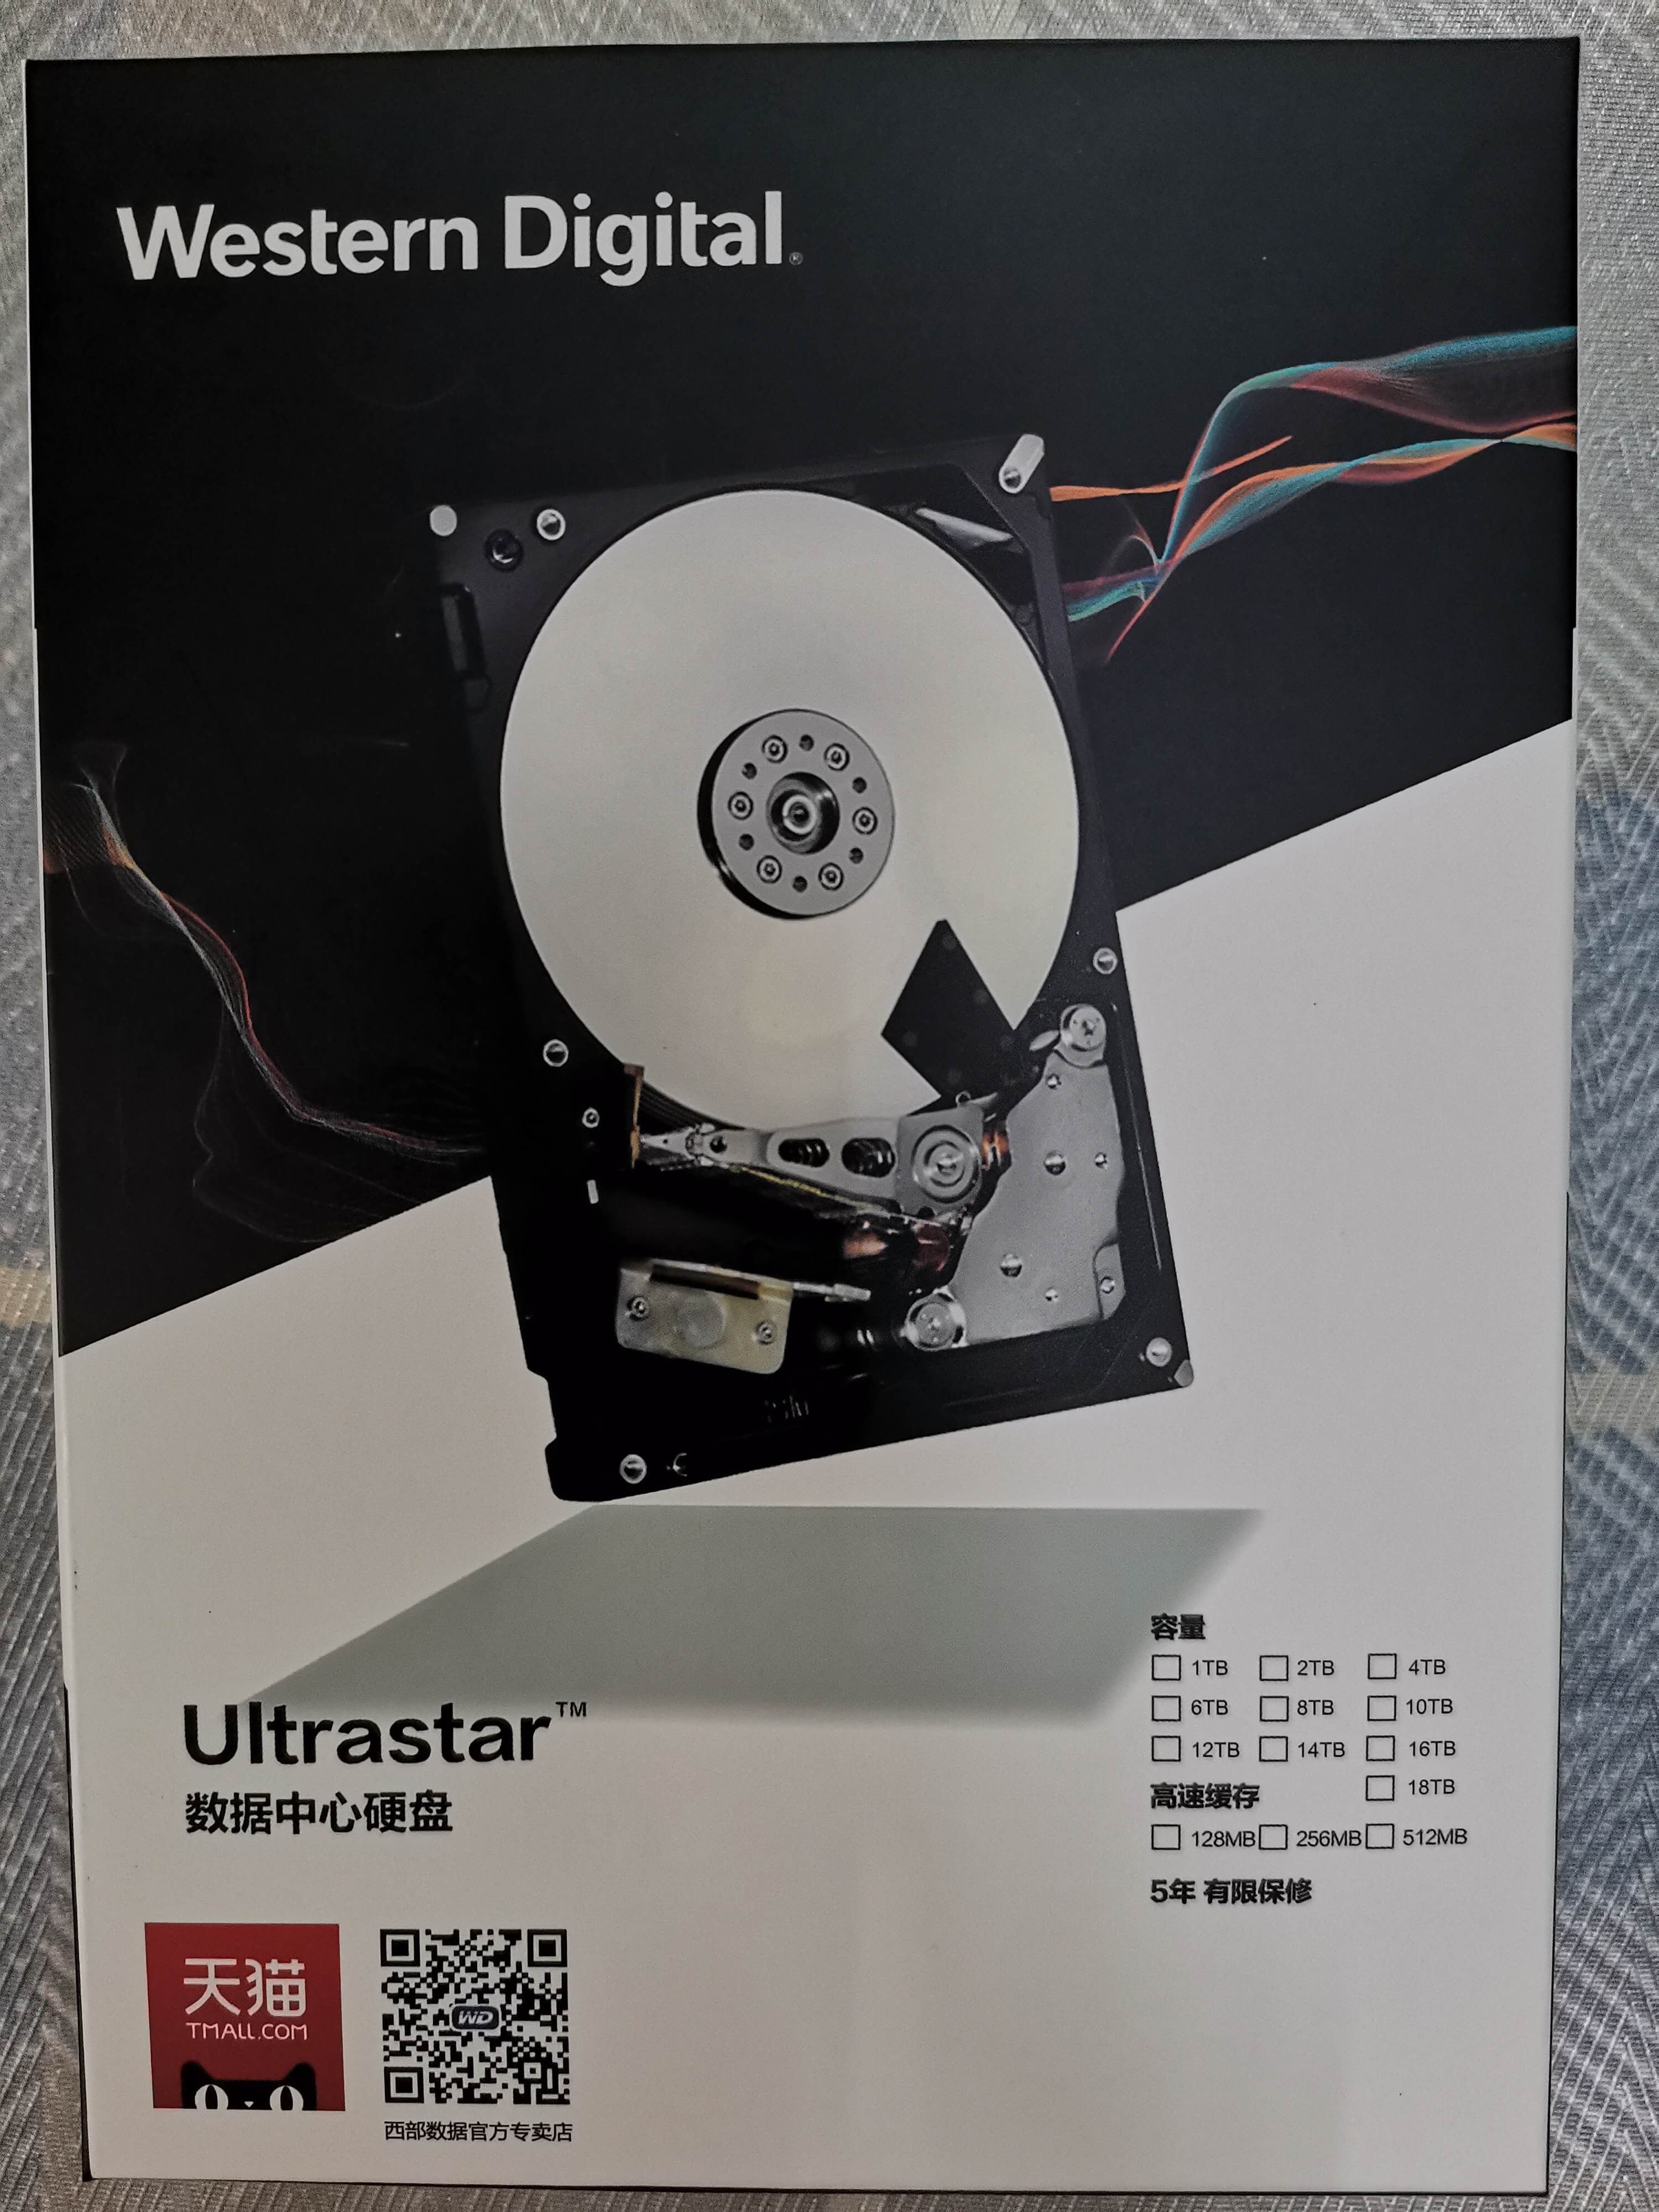 Western Digital®
Ultrastar™
数据中心硬盘
容量
1TB 2TB 4TB
6TB 8TB 10TB
12TB 14TB 16TB
18TB
高速缓存
128MB 256MB 512MB
5年 有限保修
天猫
TMALL.COM
WD
西部数据官方专卖店